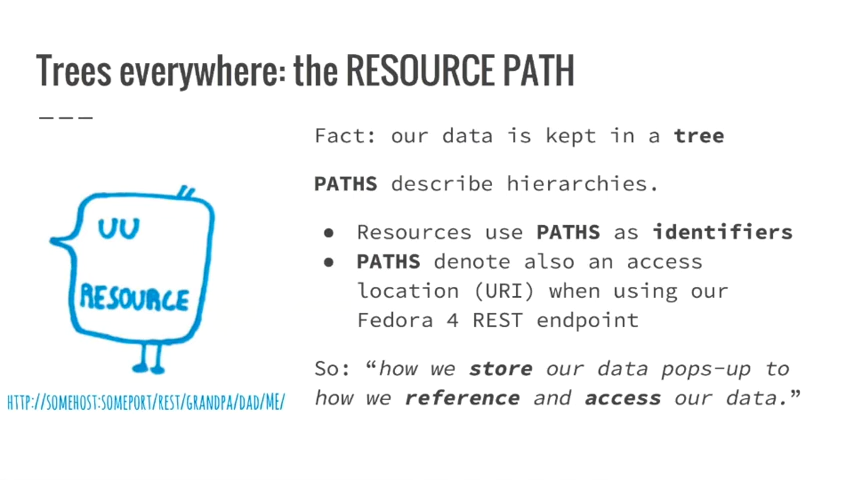 Trees everywhere: the RESOURCE PATH
Fact: our data is kept in a tree
PATHS describe hierarchies.
● Resources use PATHS as identifiers
● PATHS denote also an access
location (URI) when using our
Fedora 4 REST endpoint
So: “how we store our data pops-up to
how we reference and access our data.”
RESOURCE
HTTP://SOMEHOST:SOMEPORT/REST/GRANDPA/DAD/ME/